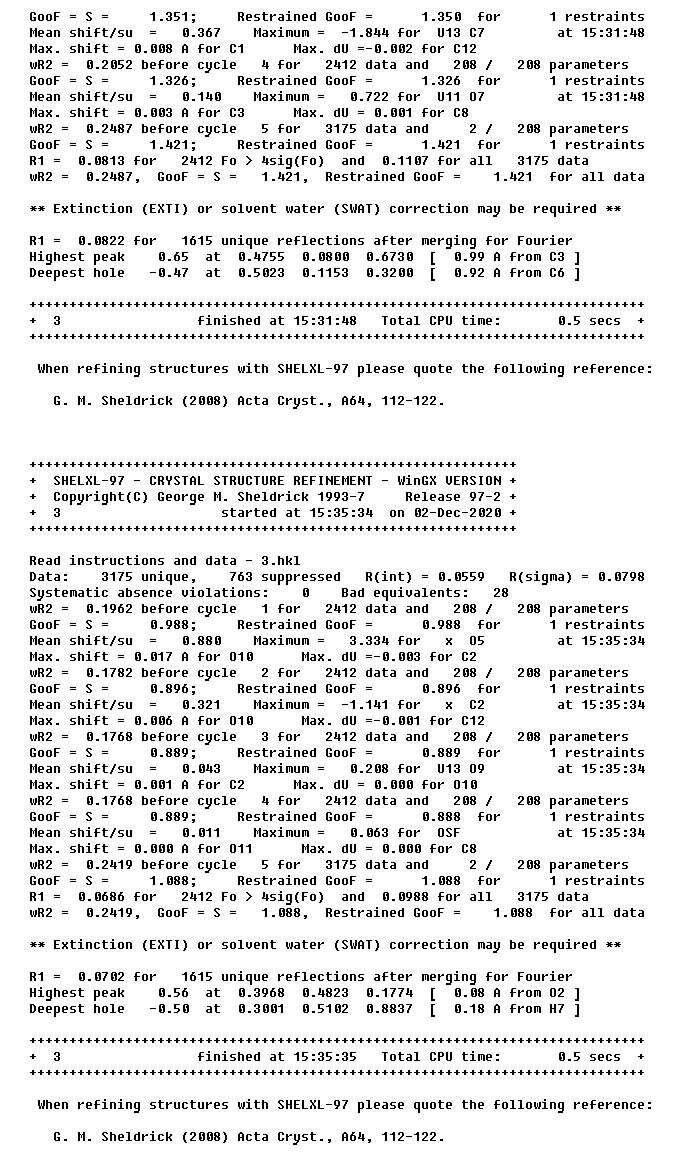 GooF = S =     1.351;     Restrained GooF =      1.350  for      1 restraints
Mean shift/su  =   0.367    Maximum =  -1.844 for  U13 C7         at 15:31:48
Max. shift = 0.008 A for C1      Max. dU =-0.002 for C12
wR2 =  0.2052 before cycle   4 for   2412 data and    208 /   208 parameters
GooF = S =     1.326;     Restrained GooF =      1.326  for      1 restraints
Mean shift/su  =   0.140    Maximum =   0.722 for  U11 O7         at 15:31:48
Max. shift = 0.003 A for C3      Max. dU = 0.001 for C8
wR2 =  0.2487 before cycle   5 for   3175 data and      2 /   208 parameters
GooF = S =     1.421;     Restrained GooF =      1.421  for      1 restraints
R1 =  0.0813 for   2412 Fo > 4sig(Fo)  and  0.1107 for all   3175 data
wR2 =  0.2487,  GooF = S =   1.421,  Restrained GooF =    1.421  for all data
** Extinction (EXTI) or solvent water (SWAT) correction may be required **
R1 =  0.0822 for   1615 unique reflections after merging for Fourier
Highest peak    0.65  at  0.4755  0.0800  0.6730  [  0.99 A from C3 ]
Deepest hole   -0.47  at  0.5023  0.1153  0.3200  [  0.92 A from C6 ]
+++++++++++++++++++++++++++++++++++++++++++++++++++++++++++++++++++++++++++++
+  3                 finished at 15:31:48   Total CPU time:       0.5 secs  +
+++++++++++++++++++++++++++++++++++++++++++++++++++++++++++++++++++++++++++++
When refining structures with SHELXL-97 please quote the following reference:
G. M. Sheldrick (2008) Acta Cryst., A64, 112-122.
+++++++++++++++++++++++++++++++++++++++++++++++++++++++++++++
+  SHELXL-97 - CRYSTAL STRUCTURE REFINEMENT - WinGX VERSION +
+  Copyright(C) George M. Sheldrick 1993-7     Release 97-2 +
+  3                    started at 15:35:34  on 02-Dec-2020 +
+++++++++++++++++++++++++++++++++++++++++++++++++++++++++++++
Read instructions and data - 3.hkl
Data:    3175 unique,    763 suppressed   R(int) = 0.0559   R(sigma) = 0.0798
Systematic absence violations:    0    Bad equivalents:   28
wR2 =  0.1962 before cycle   1 for   2412 data and    208 /   208 parameters
GooF = S =     0.988;     Restrained GooF =      0.988  for      1 restraints
Mean shift/su  =   0.880    Maximum =   3.334 for   x  O5         at 15:35:34
Max. shift = 0.017 A for O10      Max. dU =-0.003 for C2
wR2 =  0.1782 before cycle   2 for   2412 data and    208 /   208 parameters
GooF = S =     0.896;     Restrained GooF =      0.896  for      1 restraints
Mean shift/su  =   0.321    Maximum =  -1.141 for   x  C2         at 15:35:34
Max. shift = 0.006 A for O10      Max. dU =-0.001 for C12
wR2 =  0.1768 before cycle   3 for   2412 data and    208 /   208 parameters
GooF = S =     0.889;     Restrained GooF =      0.889  for      1 restraints
Mean shift/su  =   0.043    Maximum =   0.208 for  U13 O9         at 15:35:34
Max. shift = 0.001 A for C2      Max. dU = 0.000 for O10
wR2 =  0.1768 before cycle   4 for   2412 data and    208 /   208 parameters
GooF = S =     0.889;     Restrained GooF =      0.888  for      1 restraints
Mean shift/su  =   0.011    Maximum =   0.063 for  OSF            at 15:35:34
Max. shift = 0.000 A for O11      Max. dU = 0.000 for C8
wR2 =  0.2419 before cycle   5 for   3175 data and      2 /   208 parameters
GooF = S =     1.088;     Restrained GooF =      1.088  for      1 restraints
R1 =  0.0686 for   2412 Fo > 4sig(Fo)  and  0.0988 for all   3175 data
wR2 =  0.2419,  GooF = S =   1.088,  Restrained GooF =    1.088  for all data
** Extinction (EXTI) or solvent water (SWAT) correction may be required **
R1 =  0.0702 for   1615 unique reflections after merging for Fourier
Highest peak    0.56  at  0.3968  0.4823  0.1774  [  0.08 A from O2 ]
Deepest hole   -0.50  at  0.3001  0.5102  0.8837  [  0.18 A from H7 ]
+++++++++++++++++++++++++++++++++++++++++++++++++++++++++++++++++++++++++++++
+  3                 finished at 15:35:35   Total CPU time:       0.5 secs  +
+++++++++++++++++++++++++++++++++++++++++++++++++++++++++++++++++++++++++++++
When refining structures with SHELXL-97 please quote the following reference:
G. M. Sheldrick (2008) Acta Cryst., A64, 112-122.